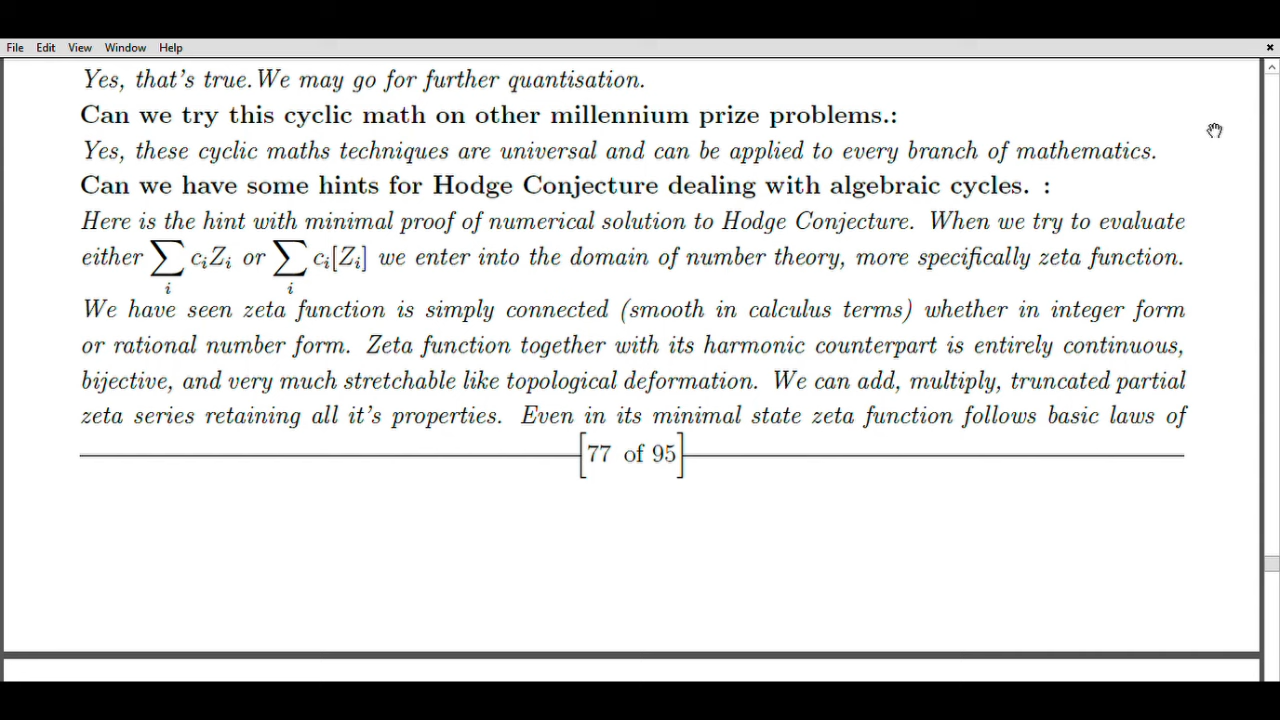 File Edit View Window Help
Yes, that's true.We may go for further quantisation.
Can we try this cyclic math on other millennium prize problems.:
Yes, these cyclic maths techniques are universal and can be applied to every branch of mathematics.
Can we have some hints for Hodge Conjecture dealing with algebraic cycles. :
Here is the hint with minimal proof of numerical solution to Hodge Conjecture. When we try to evaluate
either ∑_i c_i Z_i or ∑_i c_i[Z_i] we enter into the domain of number theory, more specifically zeta function.
We have seen zeta function is simply connected (smooth in calculus terms) whether in integer form
or rational number form. Zeta function together with its harmonic counterpart is entirely continuous,
bijective, and very much stretchable like topological deformation. We can add, multiply, truncated partial
zeta series retaining all it's properties. Even in its minimal state zeta function follows basic laws of
[77 of 95]